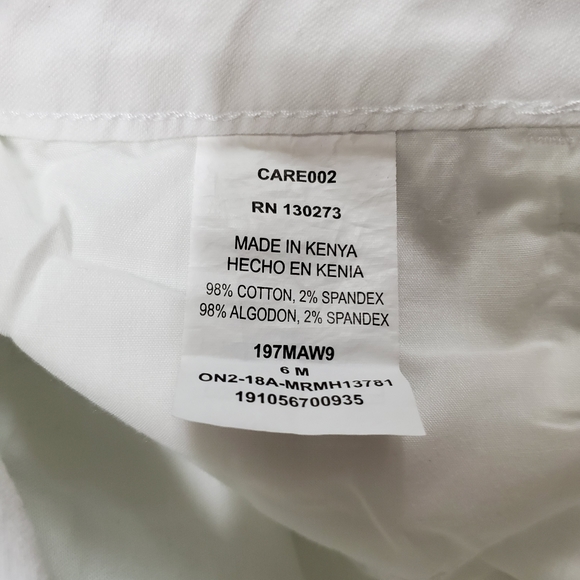 CARE002
RN 130273
MADE IN KENYA
HECHO EN KENIA
98% COTTON, 2% SPANDEX
98% ALGODON, 2% SPANDEX
197MAW9
6 M
ON2-18A-MRMH13781
191056700935